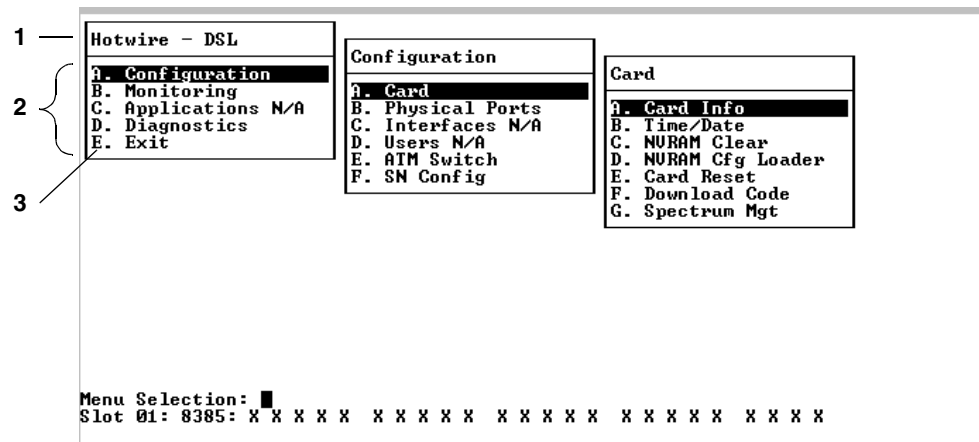 1
Hotwire - DSL
2
A. Configuration
B. Monitoring
C. Applications N/A
D. Diagnostics
E. Exit
3
Configuration
A. Card
B. Physical Ports
C. Interfaces N/A
D. Users N/A
E. ATM Switch
F. SN Config
Card
A. Card Info
B. Time/Date
C. NVRAM Clear
D. NVRAM Cfg Loader
E. Card Reset
F. Download Code
G. Spectrum Mgt
Menu Selection:
Slot 01: 8385: X X X X X X X X X X X X X X X X X X X X X X X X